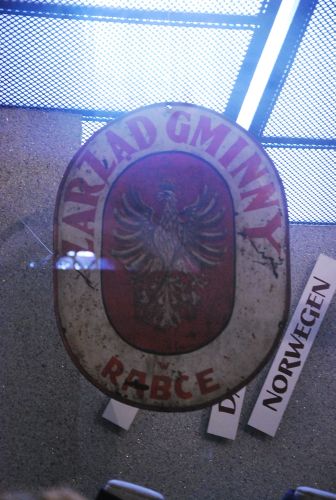 ZARZĄD GMINNY
W
RABCE
D
NORWEGEN